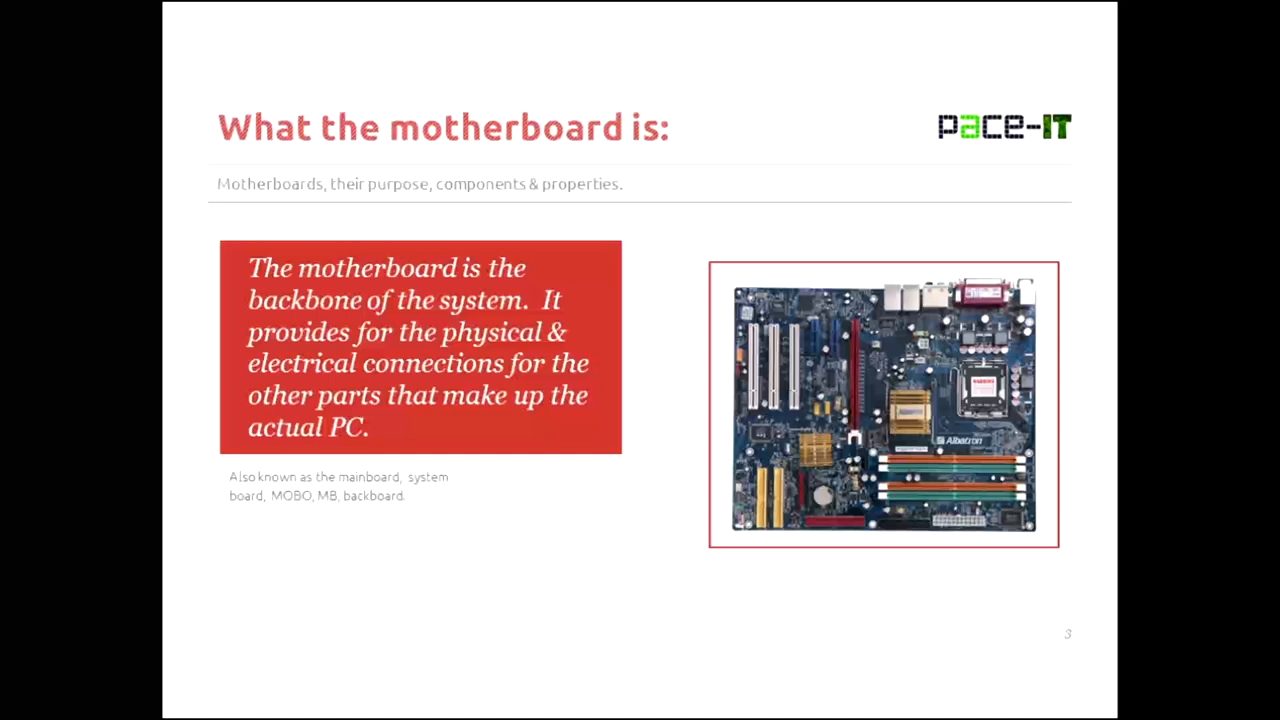 What the motherboard is:
pace-IT
Motherboards, their purpose, components & properties.
The motherboard is the
backbone of the system. It
provides for the physical &
electrical connections for the
other parts that make up the
actual PC.
Also known as the mainboard, system
board, MOBO, MB, backboard.
Albatron
3